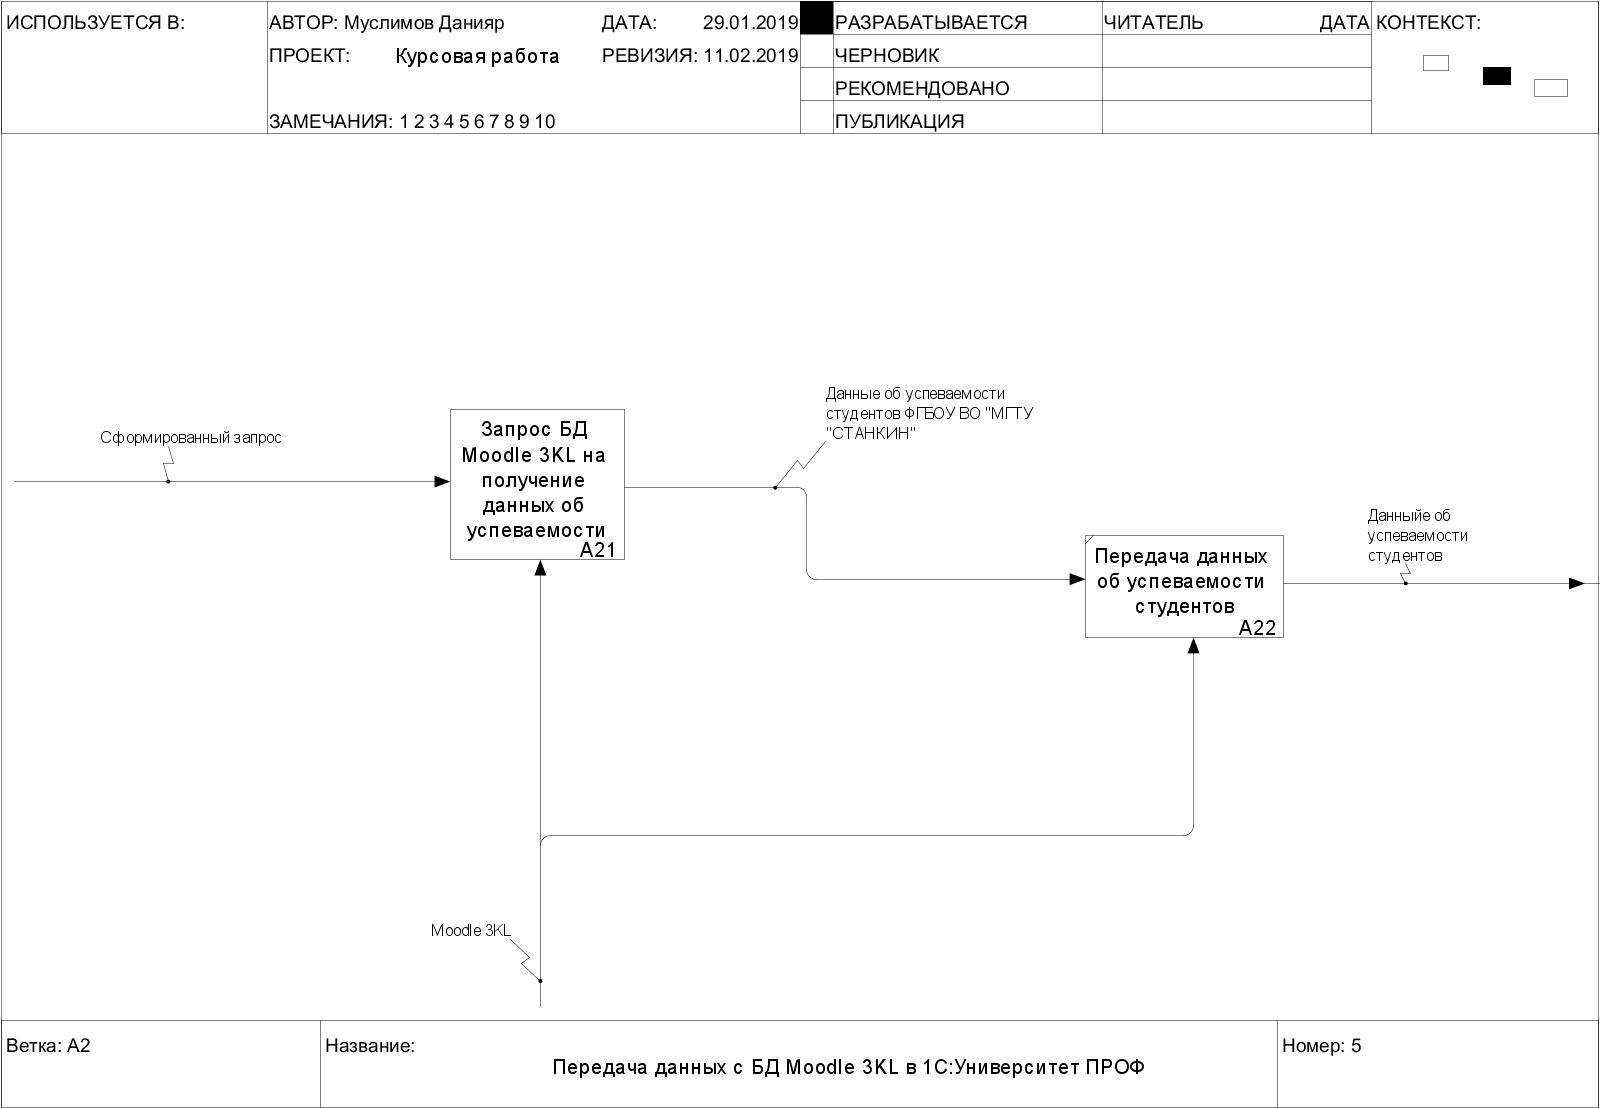 ИСПОЛЬЗУЕТСЯ В:
АВТОР: Муслимов Данияр
ДАТА: 29.01.2019
РАЗРАБАТЫВАЕТСЯ
ЧИТАТЕЛЬ
ДАТА
КОНТЕКСТ:
ПРОЕКТ: Курсовая работа
РЕВИЗИЯ: 11.02.2019
ЧЕРНОВИК
РЕКОМЕНДОВАНО
ЗАМЕЧАНИЯ: 1 2 3 4 5 6 7 8 9 10
ПУБЛИКАЦИЯ
Сформированный запрос
Запрос БД
Moodle 3KL на
получение
данных об
успеваемости
A21
Данные об успеваемости
студентов ФГБОУ ВО "МГТУ
"СТАНКИН"
Передача данных
об успеваемости
студентов
A22
Данныйе об
успеваемости
студентов
Moodle 3KL
Ветка: A2
Название:
Передача данных с БД Moodle 3KL в 1С:Университет ПРОФ
Номер: 5